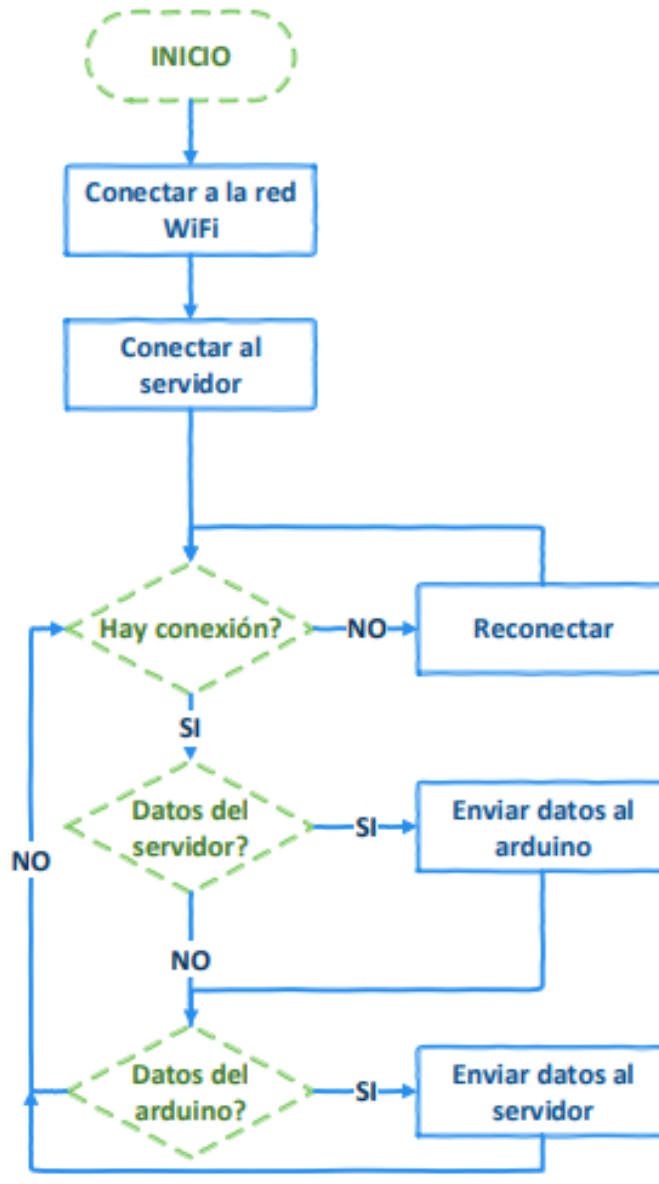 INICIO
Conectar a la red
WiFi
Conectar al
servidor
Hay conexión?
NO
Reconectar
SI
Datos del
servidor?
SI
Enviar datos al
arduino
NO
NO
Datos del
arduino?
SI
Enviar datos al
servidor